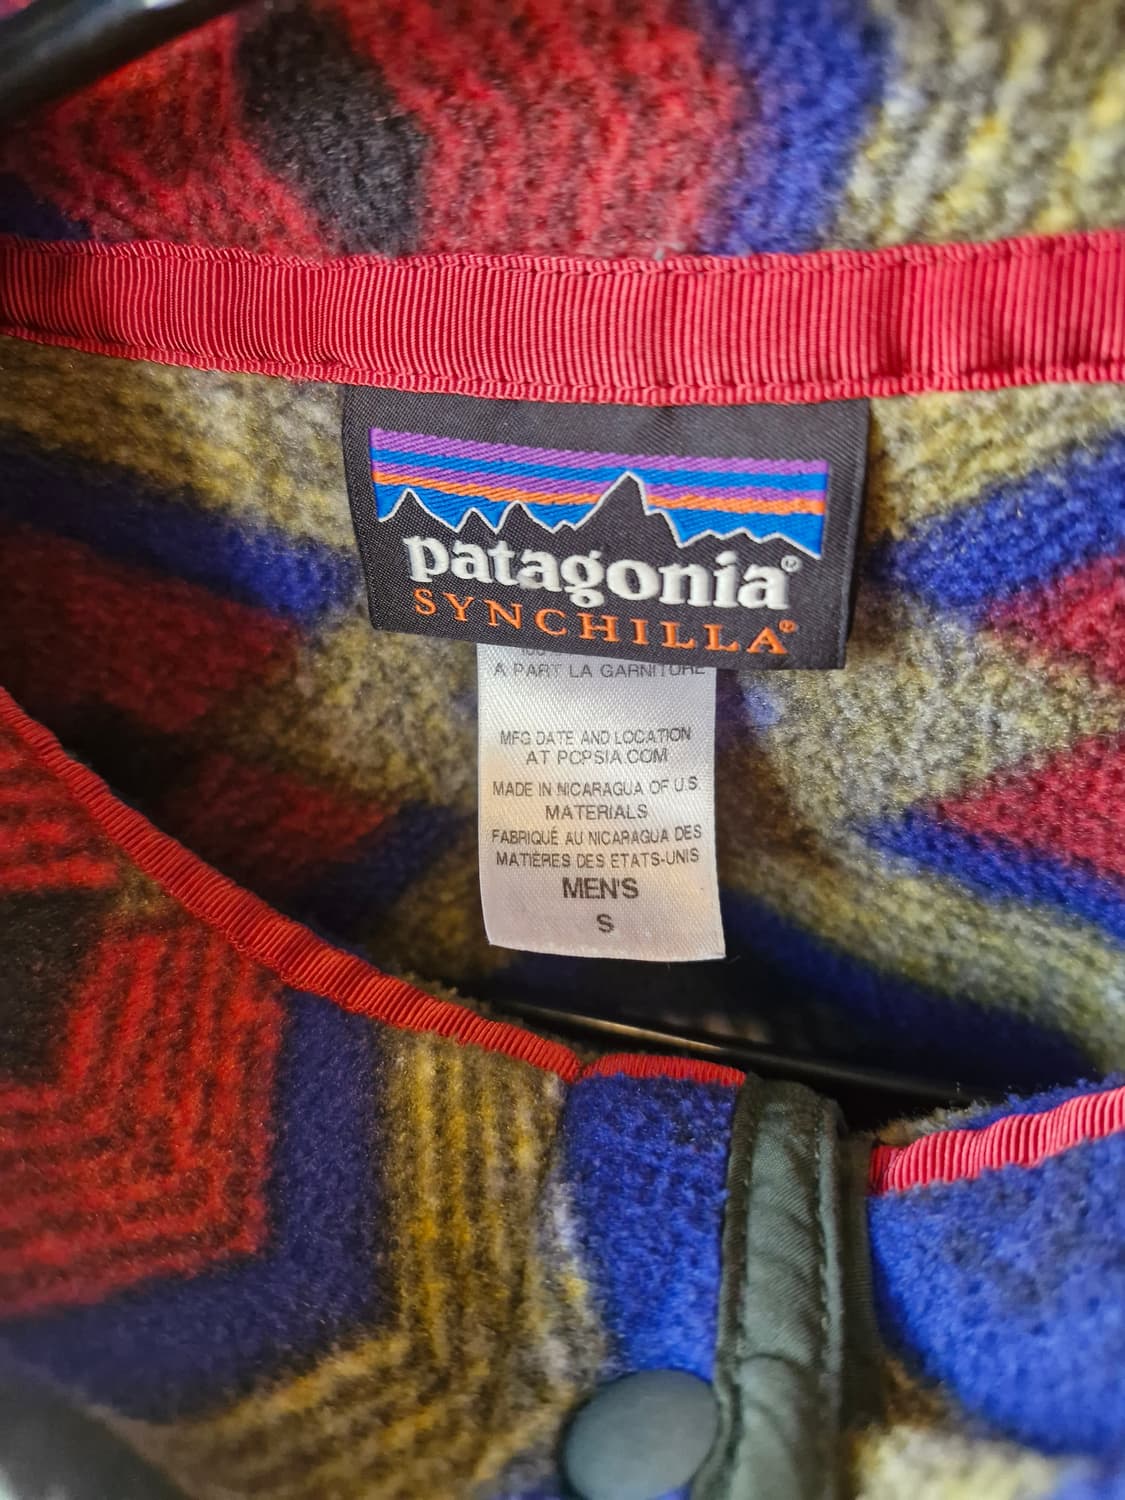 patagonia®
SYNCHILLA®
A PART LA GARNITURE
MFG DATE AND LOCATION
AT PCPSIA.COM
MADE IN NICARAGUA OF U.S.
MATERIALS
FABRIQUÉ AU NICARAGUA DES
MATIÈRES DES ETATS-UNIS
MEN'S
S